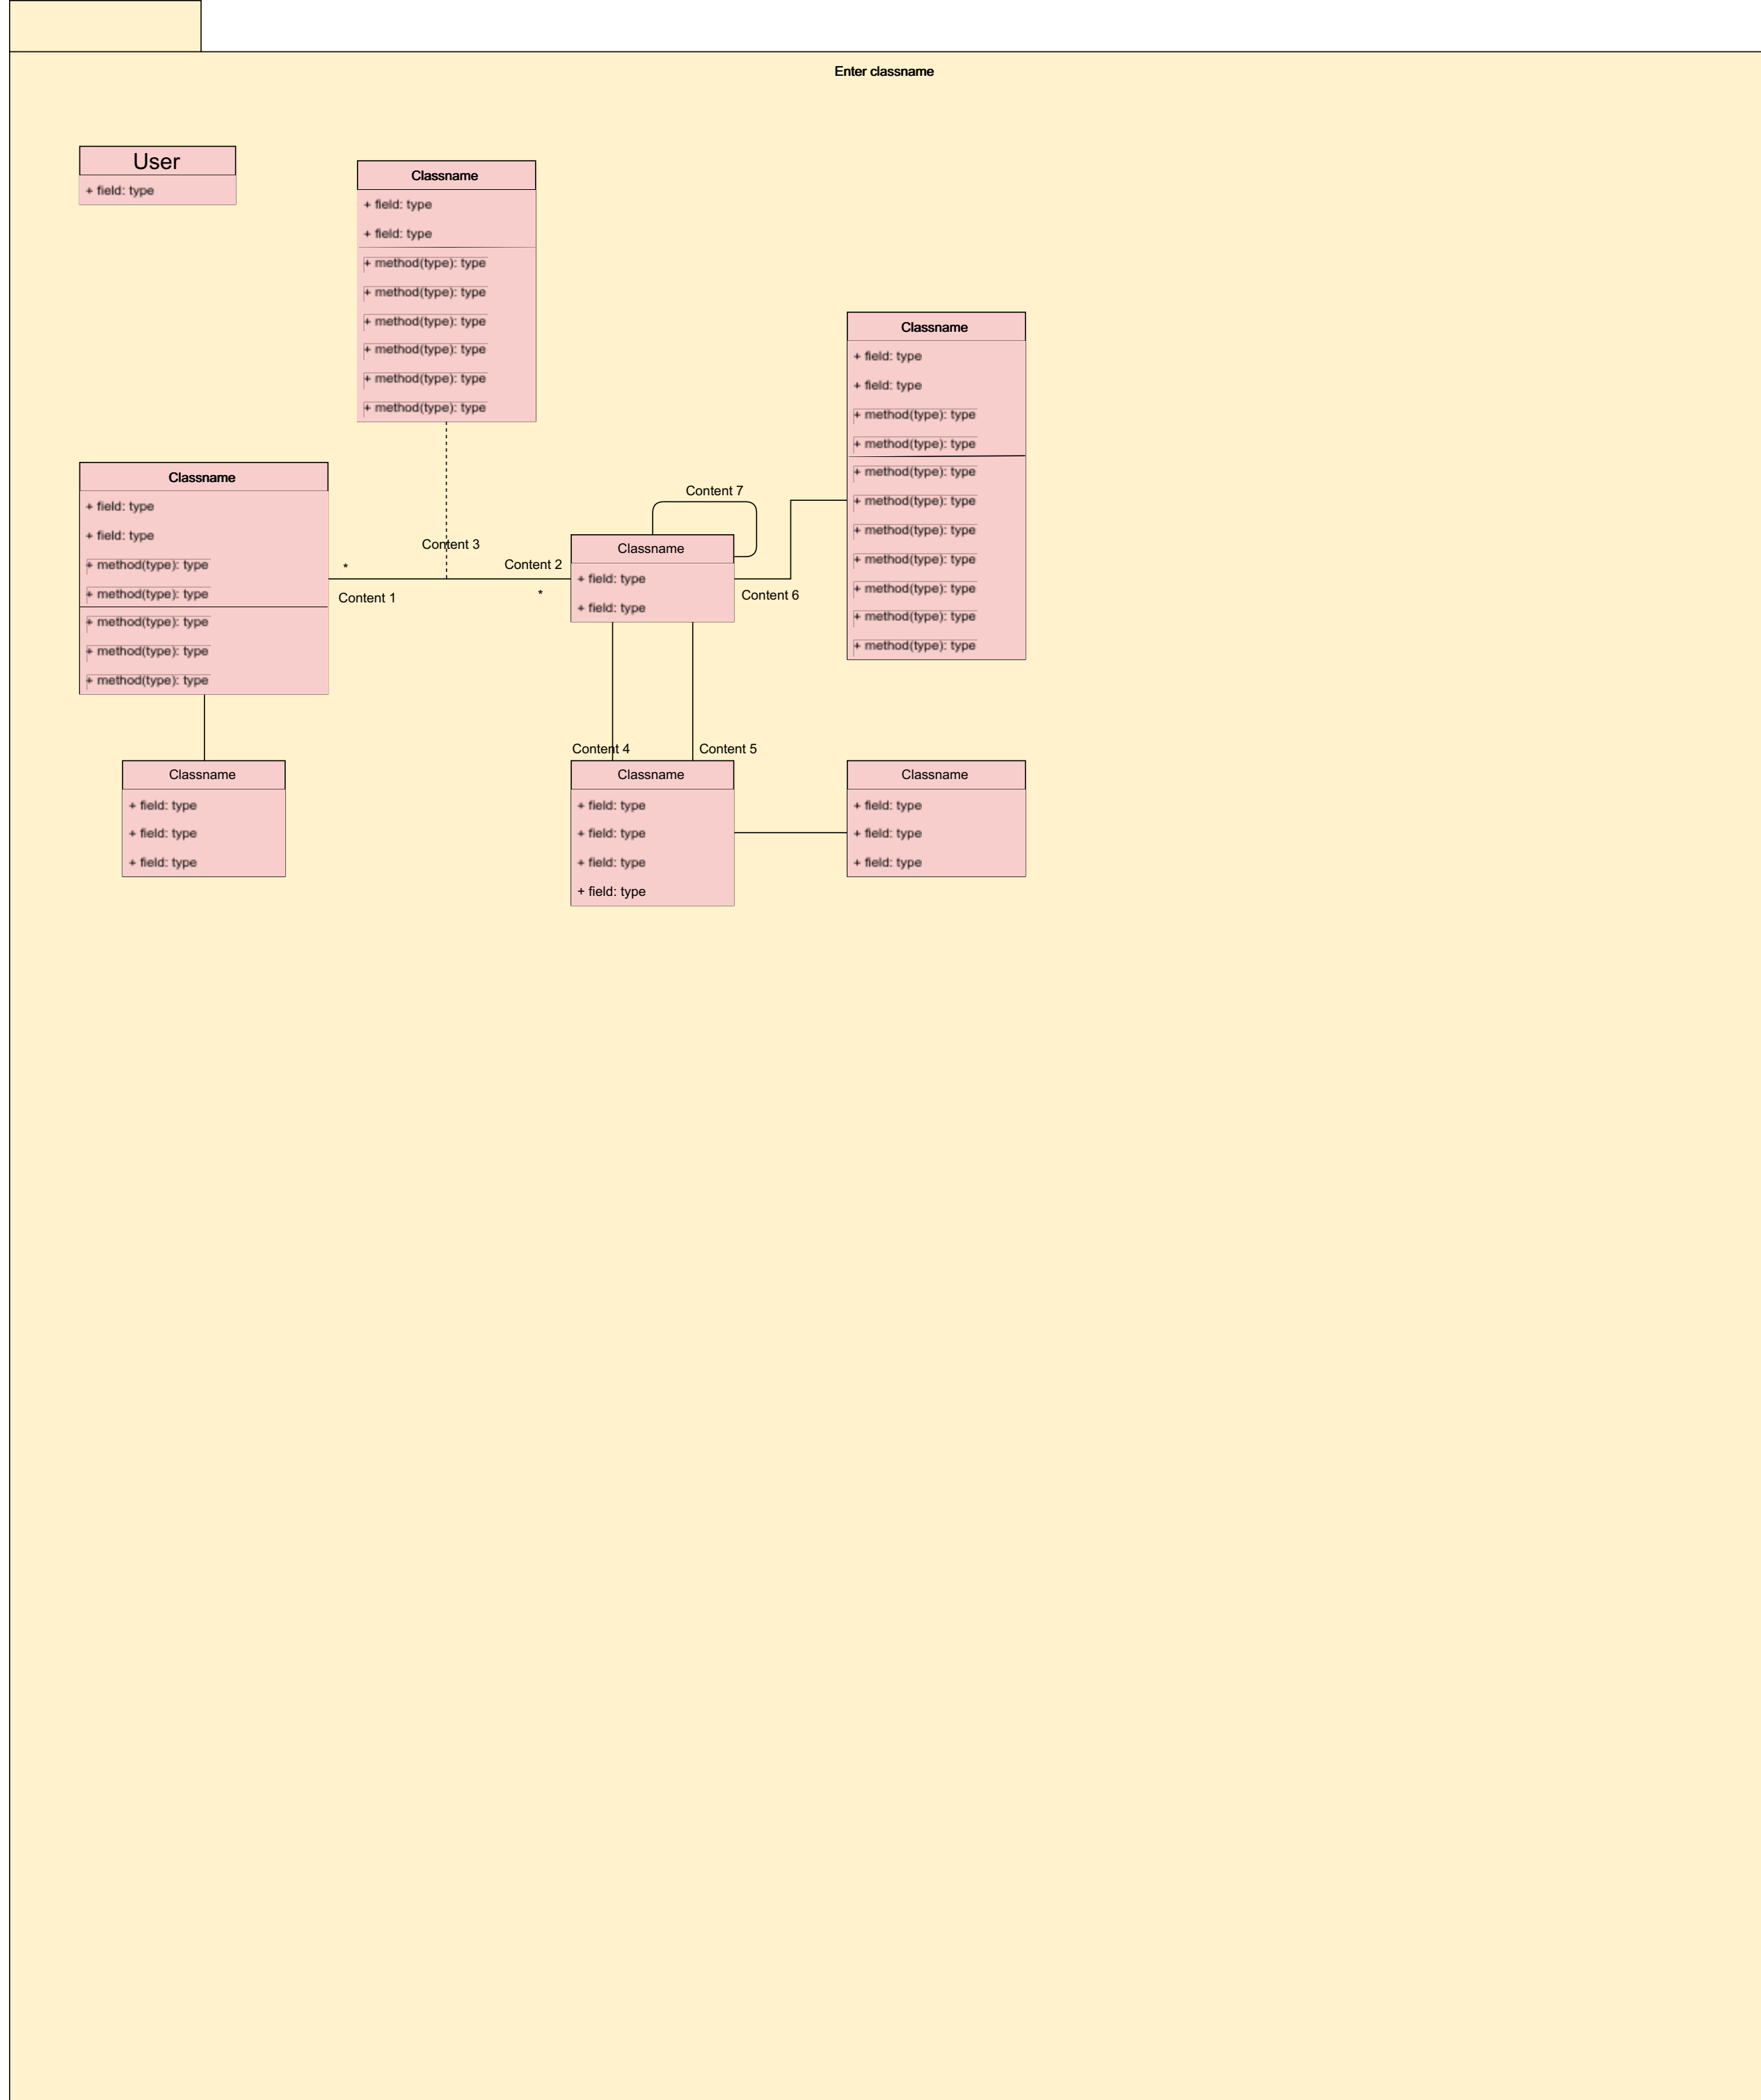 Enter classname
User
+ field: type
Classname
+ field: type
+ field: type
+ method(type): type
+ method(type): type
+ method(type): type
+ method(type): type
+ method(type): type
+ method(type): type
Classname
+ field: type
+ field: type
+ method(type): type
+ method(type): type
+ method(type): type
+ method(type): type
+ method(type): type
+ method(type): type
+ method(type): type
+ method(type): type
+ method(type): type
Classname
+ field: type
+ field: type
+ method(type): type
+ method(type): type
+ method(type): type
+ method(type): type
+ method(type): type
*
Content 1
Content 3
Content 2
*
Content 7
Classname
+ field: type
+ field: type
Content 6
Content 4
Content 5
Classname
+ field: type
+ field: type
+ field: type
Classname
+ field: type
+ field: type
+ field: type
+ field: type
Classname
+ field: type
+ field: type
+ field: type